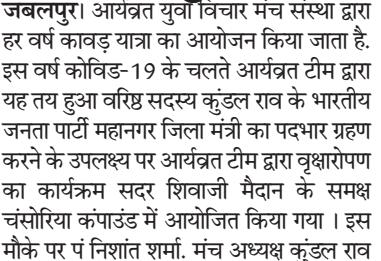 जबलपुर। आर्यव्रत युवा विचार मंच संस्था द्वारा
हर वर्ष कावड़ यात्रा का आयोजन किया जाता है.
इस वर्ष कोविड-19 के चलते आर्यव्रत टीम द्वारा
यह तय हुआ वरिष्ठ सदस्य कुंडल राव के भारतीय
जनता पार्टी महानगर जिला मंत्री का पदभार ग्रहण
करने के उपलक्ष्य पर आर्यव्रत टीम द्वारा वृक्षारोपण
का कार्यक्रम सदर शिवाजी मैदान के समक्ष
चंसोरिया कंपाउंड में आयोजित किया गया । इस
मौके पर पं निशांत शर्मा. मंच अध्यक्ष कुंडल राव